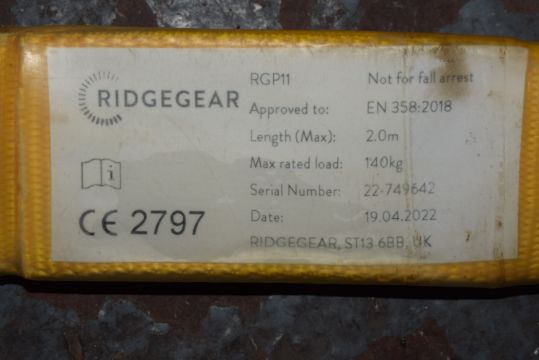 RIDGEGEAR
RGP11 Not for fall arrest
Approved to: EN 358:2018
Length (Max): 2.0m
Max rated load: 140kg
Serial Number: 22-749642
Date: 19.04.2022
RIDGEGEAR, ST13 6BB, UK
i
CE 2797